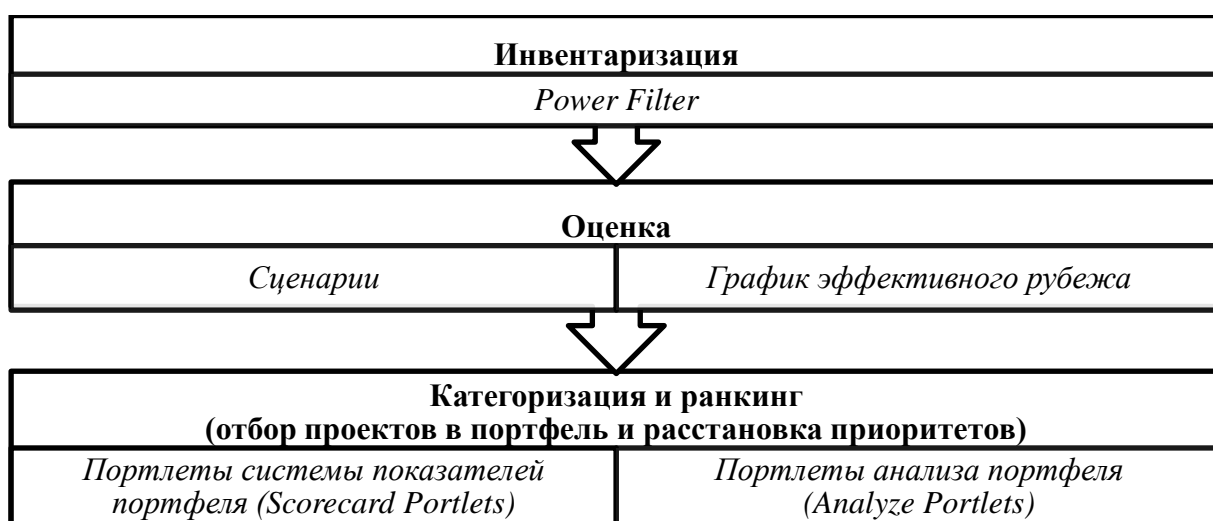 Инвентаризация
Power Filter
Оценка
Сценарии
График эффективного рубежа
Категоризация и ранкинг
(отбор проектов в портфель и расстановка приоритетов)
Портлеты системы показателей
портфеля (Scorecard Portlets)
Портлеты анализа портфеля
(Analyze Portlets)